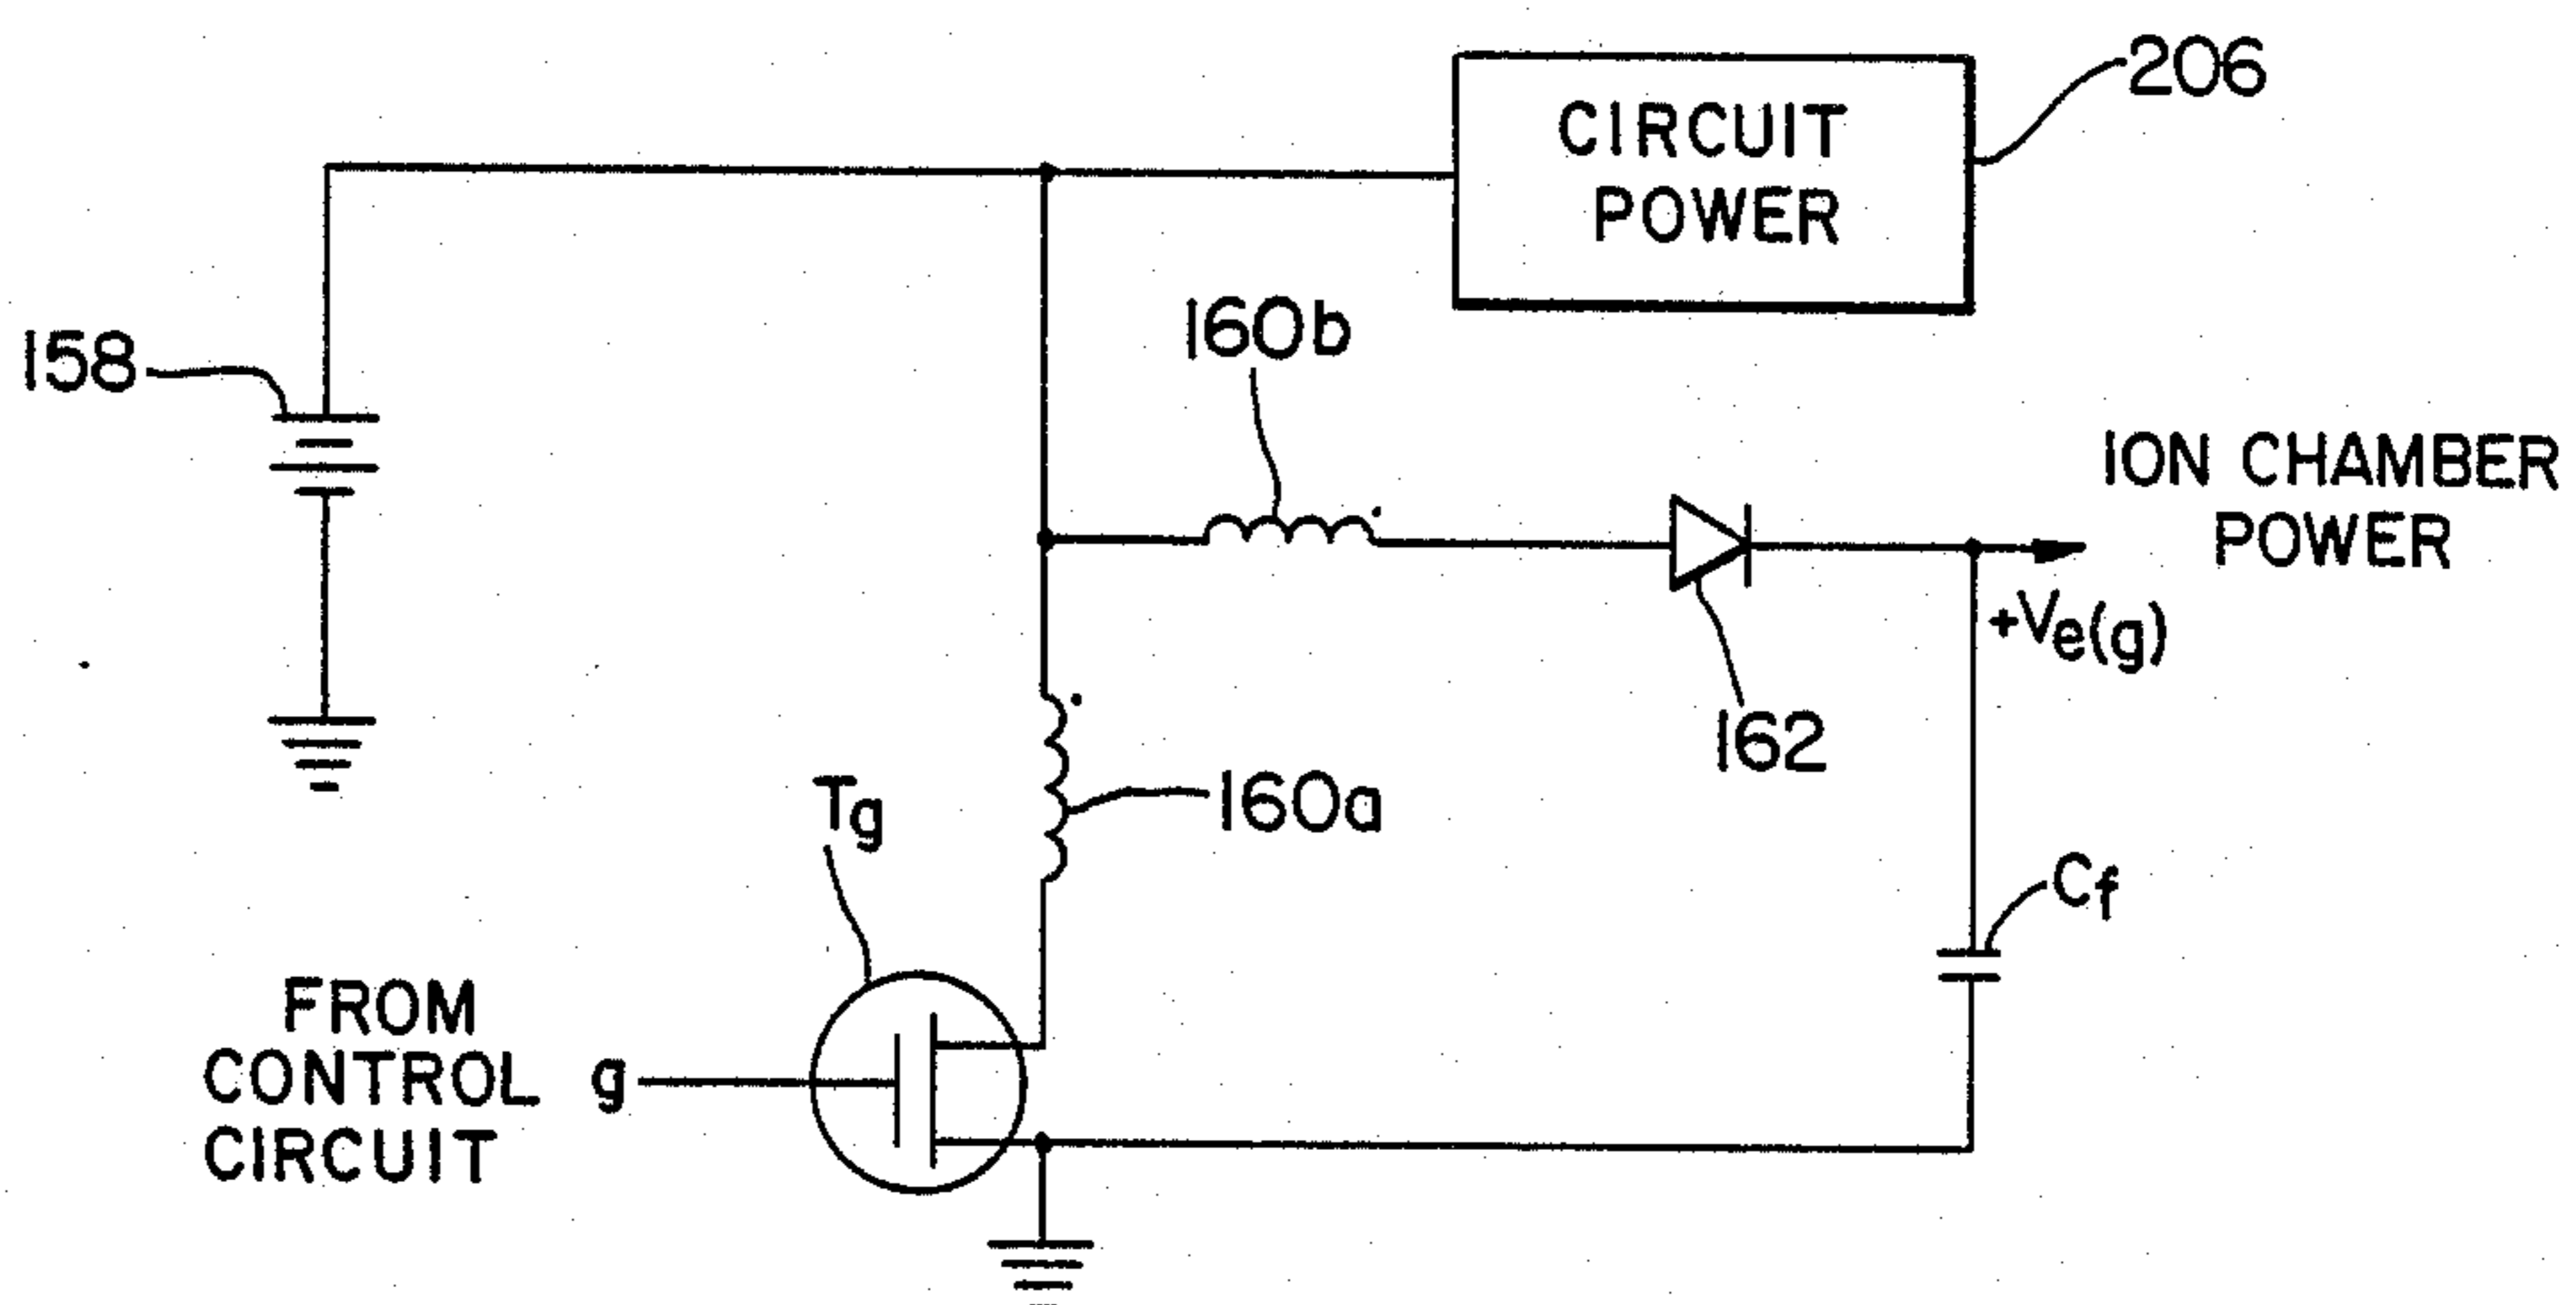 206
CIRCUIT
POWER
158
160b
ION CHAMBER
POWER
+Ve(g)
162
160a
Tg
Cf
FROM
CONTROL
CIRCUIT
g